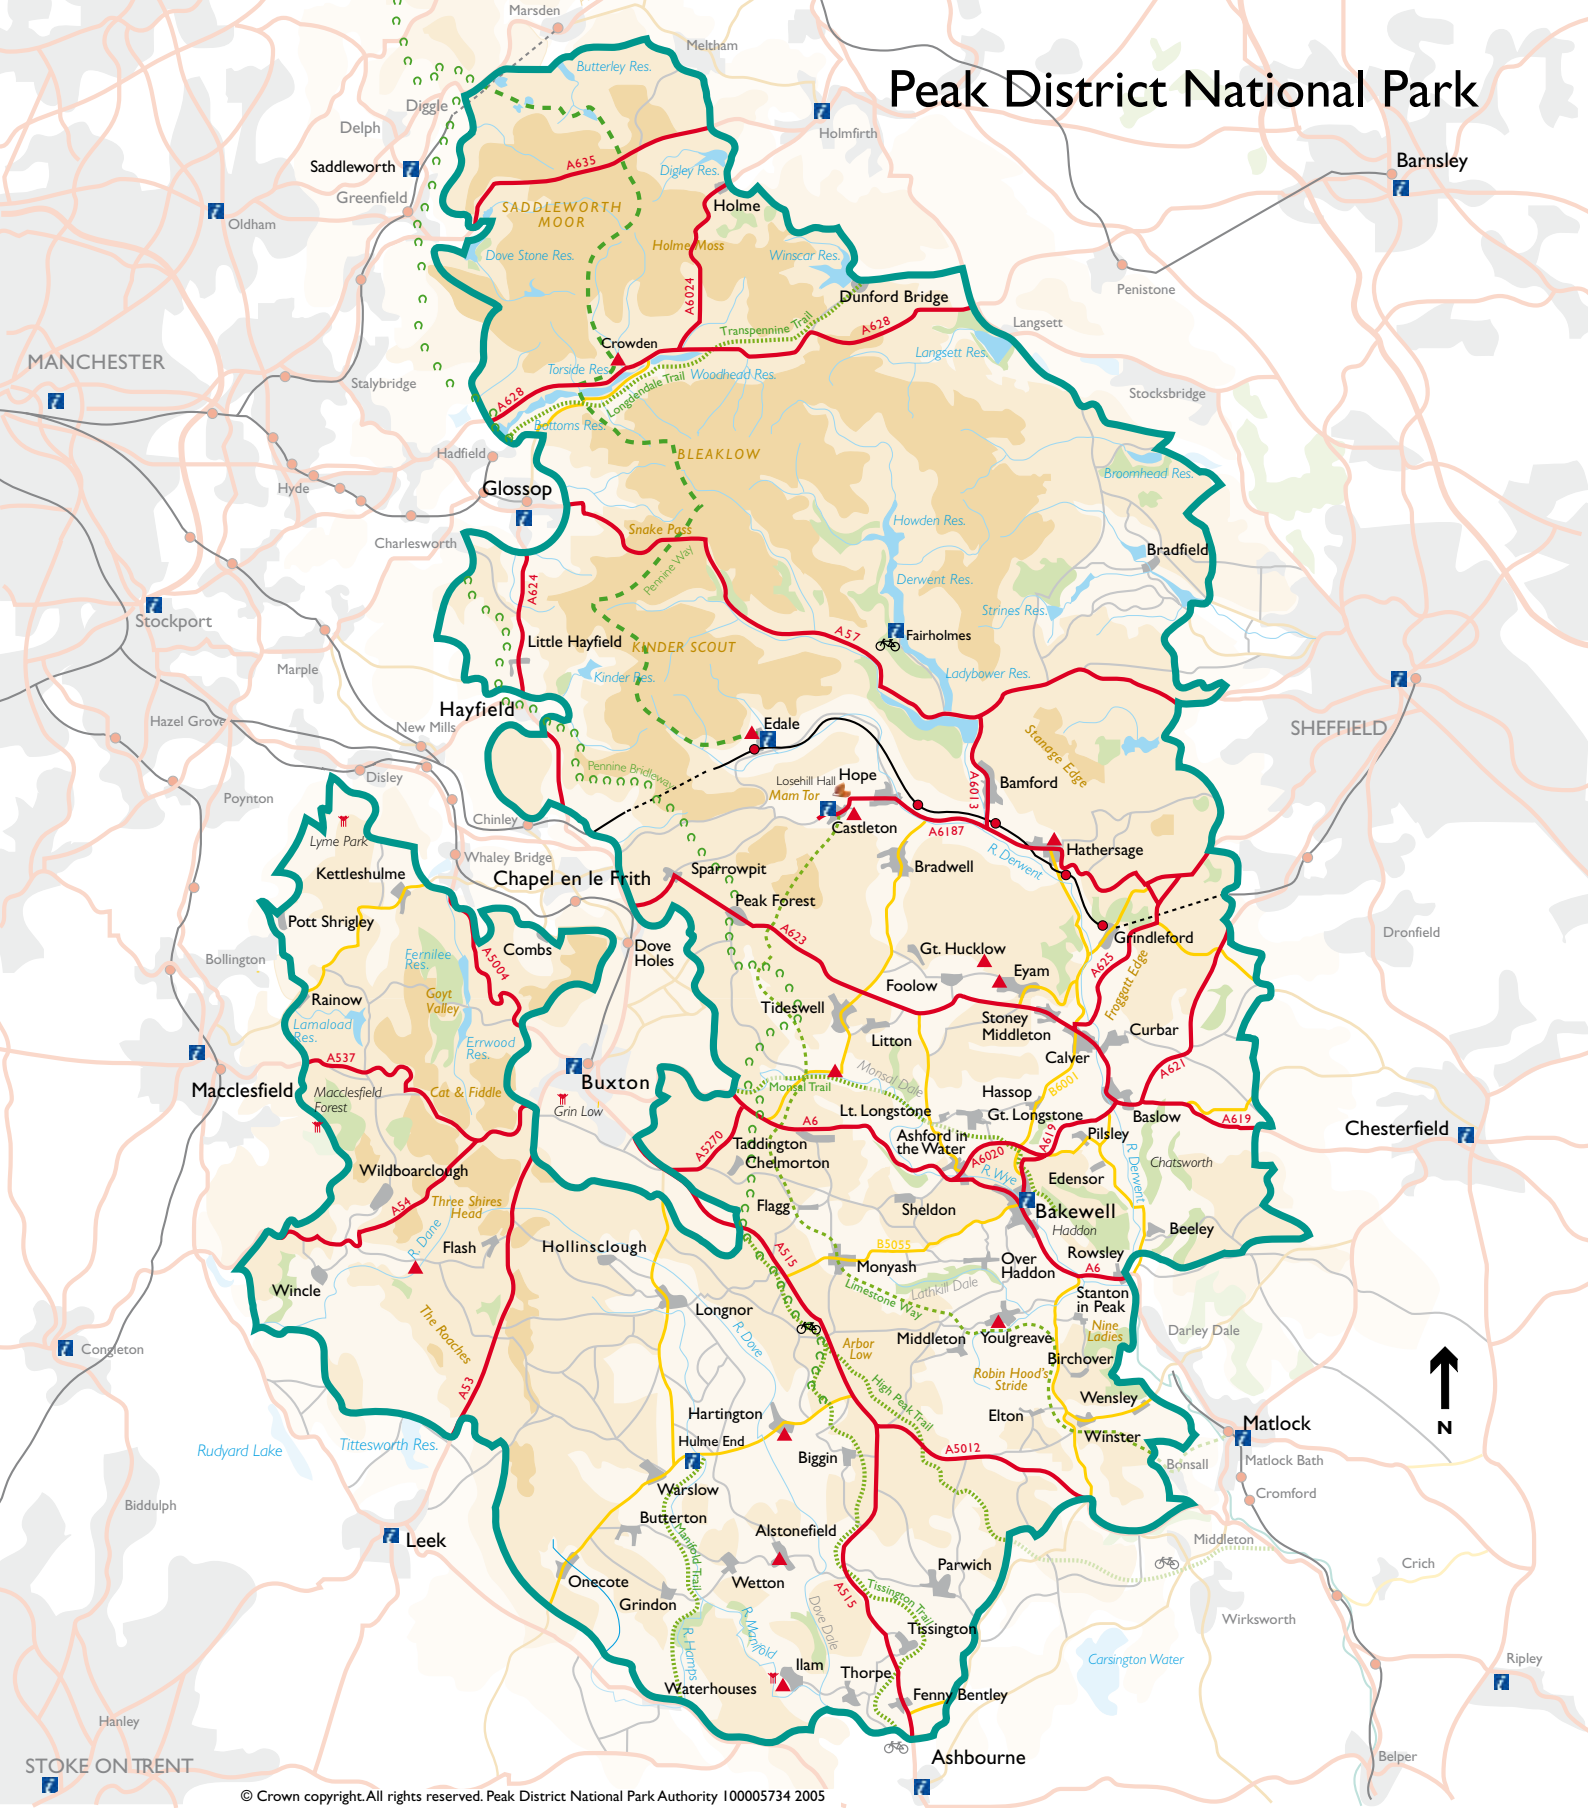 Marsden
Meltham
Butterley Res.
Peak District National Park
Diggle
Delph
Holmfirth
Saddleworth
A635
Digley Res.
Barnsley
Greenfield
Holme
SADDLEWORTH
MOOR
Oldham
Holme Moss
Dove Stone Res.
Winscar Res.
Penistone
A6024
Dunford Bridge
Transpennine Trail
A628
Langsett
MANCHESTER
Crowden
Langsett Res.
Stalybridge
Torside Res.
Woodhead Res.
Longdendale Trail
A628
Stocksbridge
Bottoms Res.
Hadfield
BLEAKLOW
Broomhead Res.
Hyde
Glossop
Howden Res.
Snake Pass
Charlesworth
Bradfield
Pennine Way
Derwent Res.
A624
Strines Res.
Stockport
A57
Fairholmes
Little Hayfield
KINDER SCOUT
Marple
Kinder Res.
Ladybower Res.
Hayfield
Hazel Grove
New Mills
Edale
SHEFFIELD
Stanage Edge
Disley
Pennine Bridleway
Losehill Hall
Hope
Mam Tor
A6013
Bamford
Poynton
Chinley
Castleton
A6187
Lyme Park
R. Derwent
Hathersage
Whaley Bridge
Kettleshulme
Chapel en le Frith
Sparrowpit
Bradwell
Peak Forest
Pott Shrigley
A623
Combs
Dove
Holes
Gt. Hucklow
Grindleford
Dronfield
Bollington
Fernilee
Res.
A5004
A625
Froggatt Edge
Eyam
Foolow
Rainow
Goyt
Valley
Tideswell
Stoney
Middleton
Curbar
Lamaload
Res.
Errwood
Res.
Litton
Calver
A537
A621
Buxton
Monsal Dale
Macclesfield
Macclesfield
Forest
Cat & Fiddle
Grin Low
Monsal Trail
Hassop
B6001
Lt. Longstone
Gt. Longstone
Baslow
A619
Chesterfield
A6
A5270
Taddington
Ashford in
the Water
A619
Pilsley
Chelmorton
A6020
R. Derwent
Chatsworth
Wildboarclough
R. Wye
Edensor
A54
Three Shires
Head
Flagg
Sheldon
Bakewell
Haddon
Beeley
R. Dane
Flash
Hollinsclough
A515
B5055
Monyash
Over
Haddon
Rowsley
A6
Wincle
Limestone Way
Lathkill Dale
Stanton
in Peak
Longnor
The Roaches
R. Dove
Middleton
Youlgreave
Nine
Ladies
Darley Dale
Congleton
Arbor
Low
Birchover
Robin Hood's
Stride
A53
High Peak Trail
Wensley
Hartington
Elton
Matlock
Rudyard Lake
Tittesworth Res.
Hulme End
Winster
N
A5012
Biggin
Bonsall
Matlock Bath
Warslow
Cromford
Biddulph
Butterton
Alstonefield
Leek
Manifold Trail
Middleton
Crich
Parwich
Onecote
Wetton
Tissington Trail
Grindon
A515
R. Manifold
Dove Dale
Wirksworth
Tissington
R. Hamps
Ilam
Thorpe
Carsington Water
Ripley
Waterhouses
Fenny Bentley
Hanley
STOKE ON TRENT
Ashbourne
Belper
© Crown copyright. All rights reserved. Peak District National Park Authority 100005734 2005